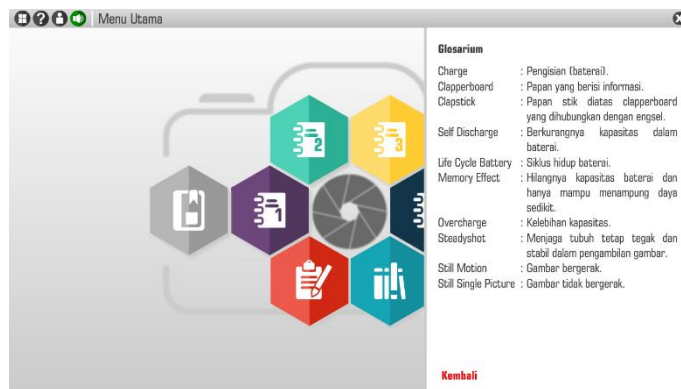 Menu Utama
2
3
1
Glosarium
Charge : Pengisian (baterai).
Clapperboard : Papan yang berisi informasi.
Clapstick : Papan stik diatas clapperboard
yang dihubungkan dengan engsel.
Self Discharge : Berkurangnya kapasitas dalam
baterai.
Life Cycle Battery : Siklus hidup baterai.
Memory Effect : Hilangnya kapasitas baterai dan
hanya mampu menampung daya
sedikit.
Overcharge : Kelebihan kapasitas.
Steadyshot : Menjaga tubuh tetap tegak dan
stabil dalam pengambilan gambar.
Still Motion : Gambar bergerak.
Still Single Picture : Gambar tidak bergerak.
Kembali